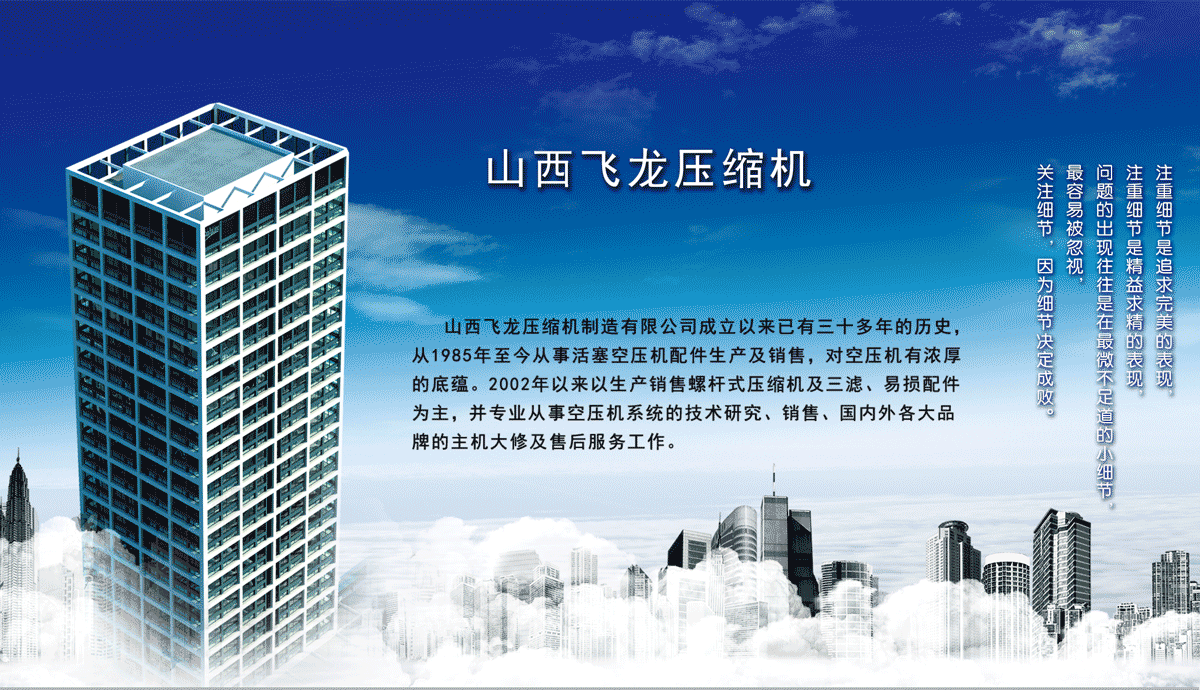 山西飞龙压缩机
山西飞龙压缩机制造有限公司成立以来已有三十多年的历史，
从1985年至今从事活塞空压机配件生产及销售，对空压机有浓厚
的底蕴。2002年以来以生产销售螺杆式压缩机及三滤、易损配件
为主，并专业从事空压机系统的技术研究、销售、国内外各大品
牌的主机大修及售后服务工作。
注重细节是追求完美的表现，
注重细节是精益求精的表现，
问题的出现往往是在最微不足道的小细节，
最容易被忽视，
关注细节，因为细节决定成败。